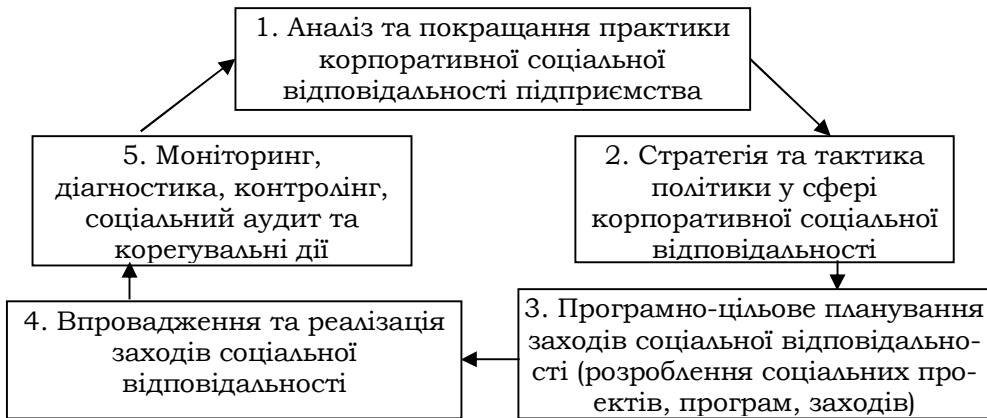 1. Аналіз та покращання практики
корпоративної соціальної
відповідальності підприємства
5. Моніторинг,
діагностика, контролінг,
соціальний аудит та
корегувальні дії
2. Стратегія та тактика
політики у сфері
корпоративної соціальної
відповідальності
4. Впровадження та реалізація
заходів соціальної
відповідальності
3. Програмно-цільове планування
заходів соціальної відповідально-
сті (розроблення соціальних про-
ектів, програм, заходів)